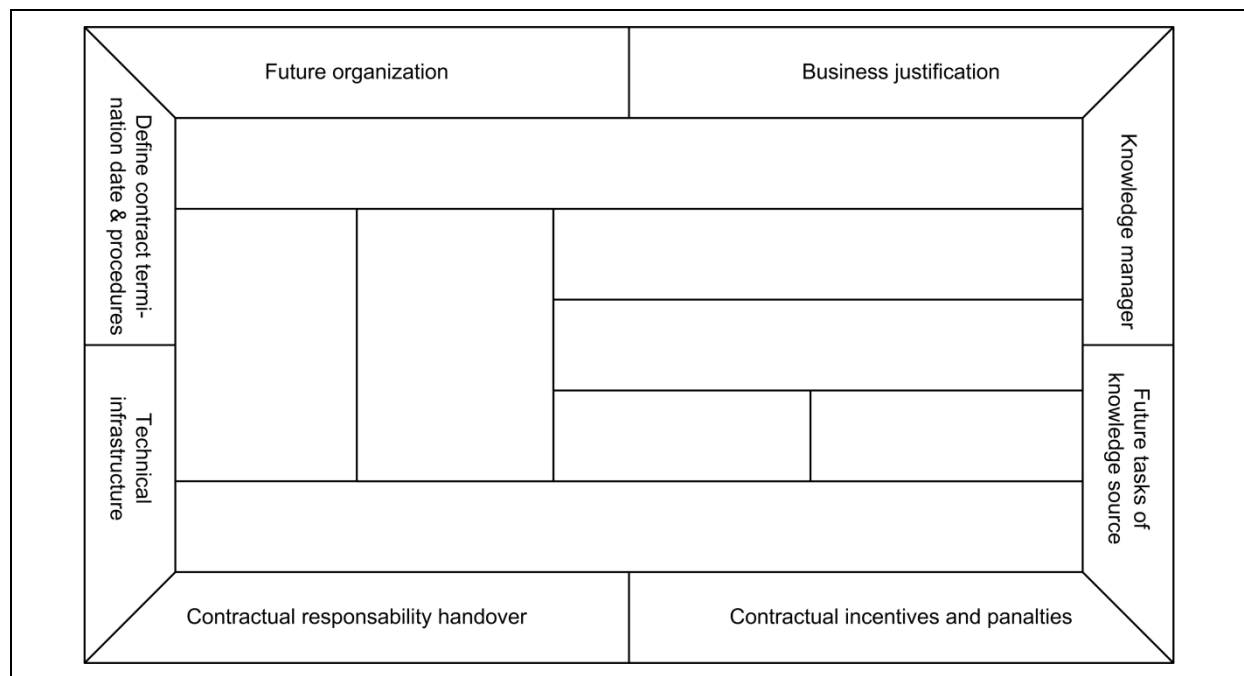 Future organization
Business justification
Define contract termi-
nation date & procedures
Knowledge manager
Technical
infrastructure
Future tasks of
knowledge source
Contractual responsability handover
Contractual incentives and panalties